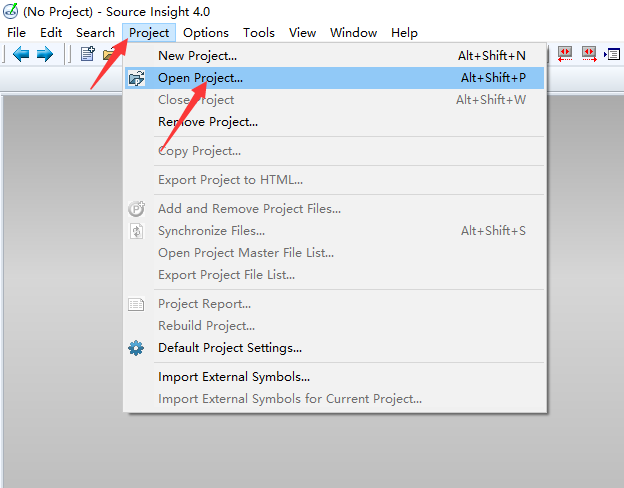 (No Project) - Source Insight 4.0
File Edit Search Project Options Tools View Window Help
New Project... Alt+Shift+N
Open Project... Alt+Shift+P
Close Project Alt+Shift+W
Remove Project...
Copy Project...
Export Project to HTML...
Add and Remove Project Files...
Synchronize Files... Alt+Shift+S
Open Project Master File List...
Export Project File List...
Project Report...
Rebuild Project...
Default Project Settings...
Import External Symbols...
Import External Symbols for Current Project...